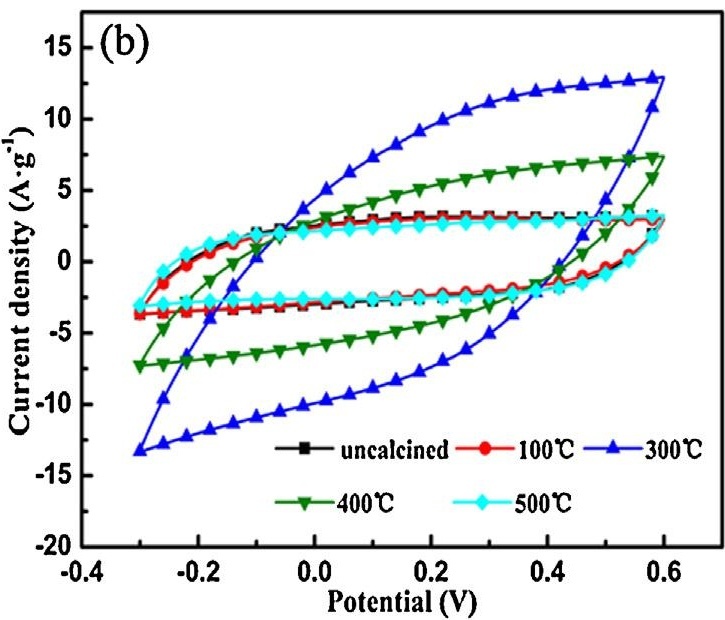 (b)
Current density (A·g⁻¹)
15
10
5
0
-5
-10
-15
-20
uncalcined 100℃ 300℃
400℃ 500℃
-0.4 -0.2 0.0 0.2 0.4 0.6
Potential (V)